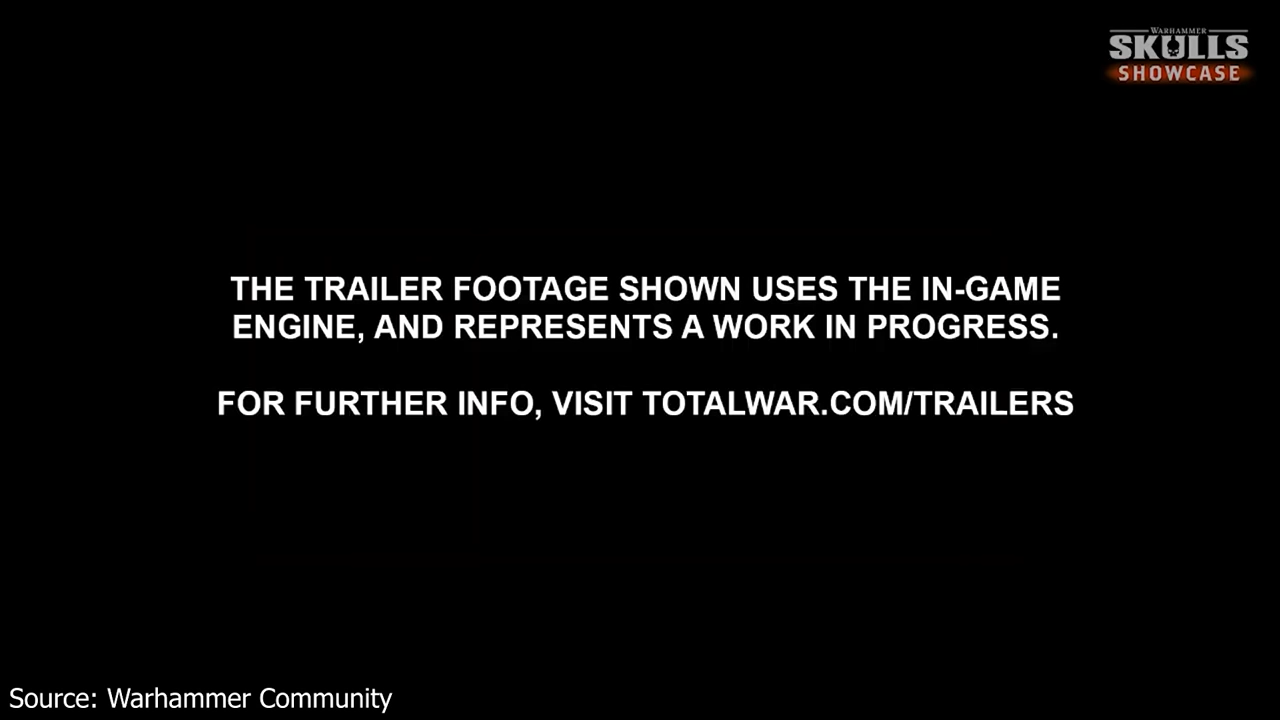 WARHAMMER
SKULLS
SHOWCASE
THE TRAILER FOOTAGE SHOWN USES THE IN-GAME
ENGINE, AND REPRESENTS A WORK IN PROGRESS.
FOR FURTHER INFO, VISIT TOTALWAR.COM/TRAILERS
Source: Warhammer Community